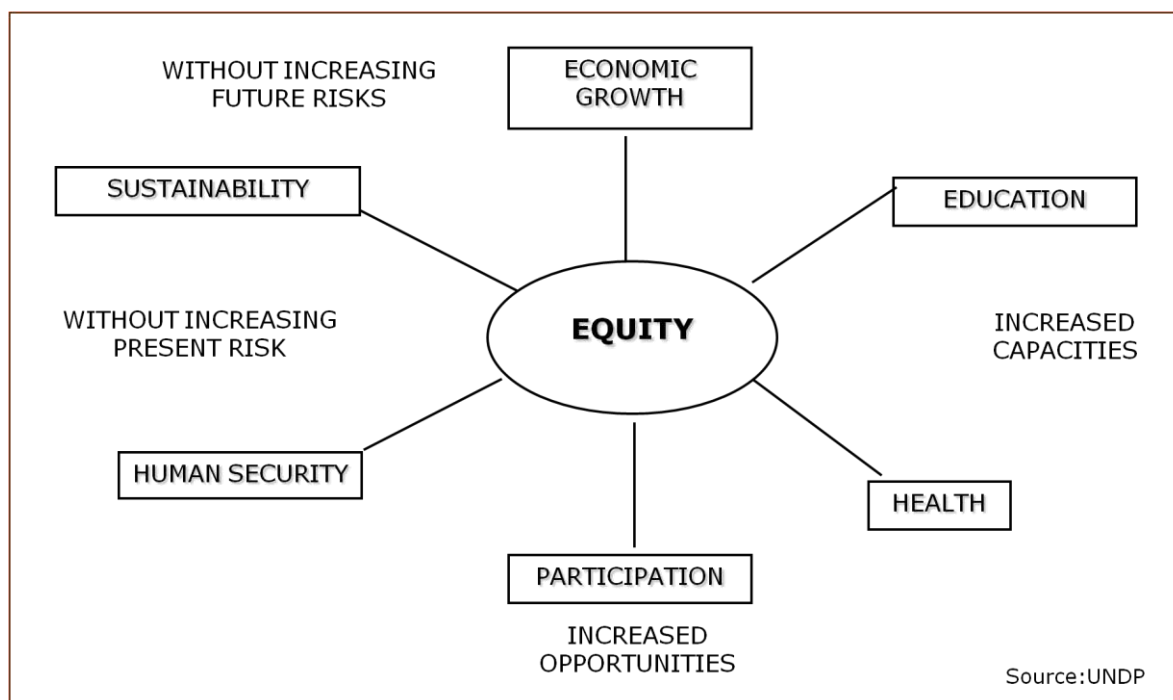 WITHOUT INCREASING
FUTURE RISKS
ECONOMIC
GROWTH
SUSTAINABILITY
EDUCATION
WITHOUT INCREASING
PRESENT RISK
EQUITY
INCREASED
CAPACITIES
HUMAN SECURITY
HEALTH
PARTICIPATION
INCREASED
OPPORTUNITIES
Source:UNDP